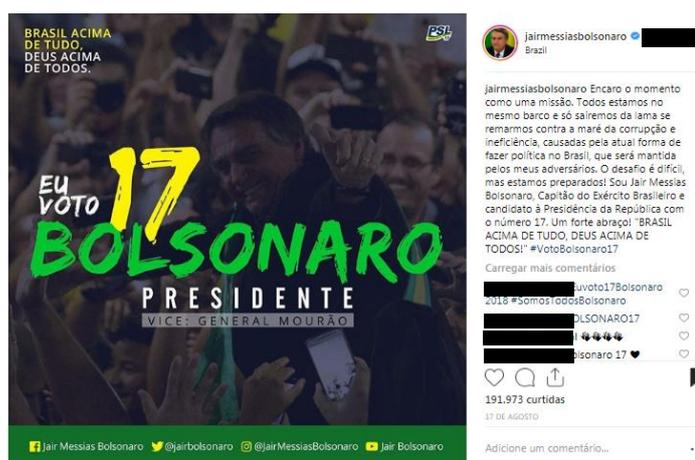 BRASIL ACIMA
DE TUDO,
DEUS ACIMA
DE TODOS.
PSL
EU
VOTO
17
BOLSONARO
PRESIDENTE
VICE: GENERAL MOURÃO
Jair Messias Bolsonaro @jairbolsonaro @JairMessiasBolsonaro Jair Bolsonaro
jairmessiasbolsonaro
Brazil
jairmessiasbolsonaro Encaro o momento
como uma missão. Todos estamos no
mesmo barco e só sairemos da lama se
remarmos contra a maré da corrupção e
ineficiência, causadas pela atual forma de
fazer política no Brasil, que será mantida
pelos meus adversários. O desafio é difícil,
mas estamos preparados! Sou Jair Messias
Bolsonaro, Capitão do Exército Brasileiro e
candidato à Presidência da República com
o número 17. Um forte abraço! "BRASIL
ACIMA DE TUDO, DEUS ACIMA DE
TODOS!" #VotoBolsonaro17
Carregar mais comentários
Euvoto17Bolsonaro
2018 #SomosTodosBolsonaro
OLSONARO17
olsonaro 17 ❤
191.973 curtidas
17 DE AGOSTO
Adicione um comentário...